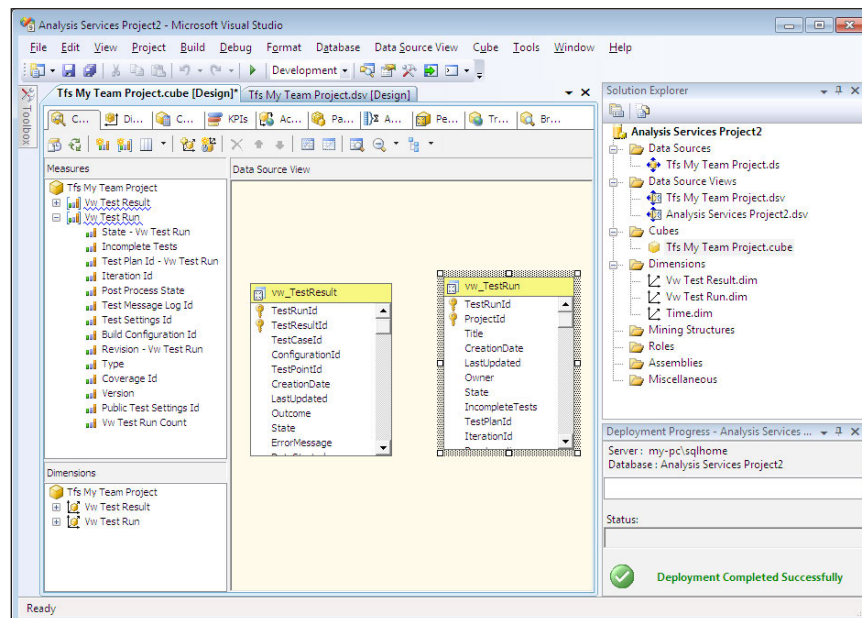 Analysis Services Project2 - Microsoft Visual Studio
File Edit View Project Build Debug Format Database Data Source View Cube Tools Window Help
Development
Toolbox
Tfs My Team Project.cube [Design]* Tfs My Team Project.dsv [Design]
C... Di... C... KPIs Ac... Pa... A... Pe... Tr... Br...
Measures
Tfs My Team Project
Vw Test Result
Vw Test Run
State - Vw Test Run
Incomplete Tests
Test Plan Id - Vw Test Run
Iteration Id
Post Process State
Test Message Log Id
Test Settings Id
Build Configuration Id
Revision - Vw Test Run
Type
Coverage Id
Version
Public Test Settings Id
Vw Test Run Count
Dimensions
Tfs My Team Project
Vw Test Result
Vw Test Run
Data Source View
vw_TestResult
TestRunId
TestResultId
TestCaseId
ConfigurationId
TestPointId
CreationDate
LastUpdated
Outcome
State
ErrorMessage
vw_TestRun
TestRunId
ProjectId
Title
CreationDate
LastUpdated
Owner
State
IncompleteTests
TestPlanId
IterationId
Solution Explorer
Analysis Services Project2
Data Sources
Tfs My Team Project.ds
Data Source Views
Tfs My Team Project.dsv
Analysis Services Project2.dsv
Cubes
Tfs My Team Project.cube
Dimensions
Vw Test Result.dim
Vw Test Run.dim
Time.dim
Mining Structures
Roles
Assemblies
Miscellaneous
Deployment Progress - Analysis Services ...
Server : my-pc\sqlhome
Database : Analysis Services Project2
Status:
Deployment Completed Successfully
Ready